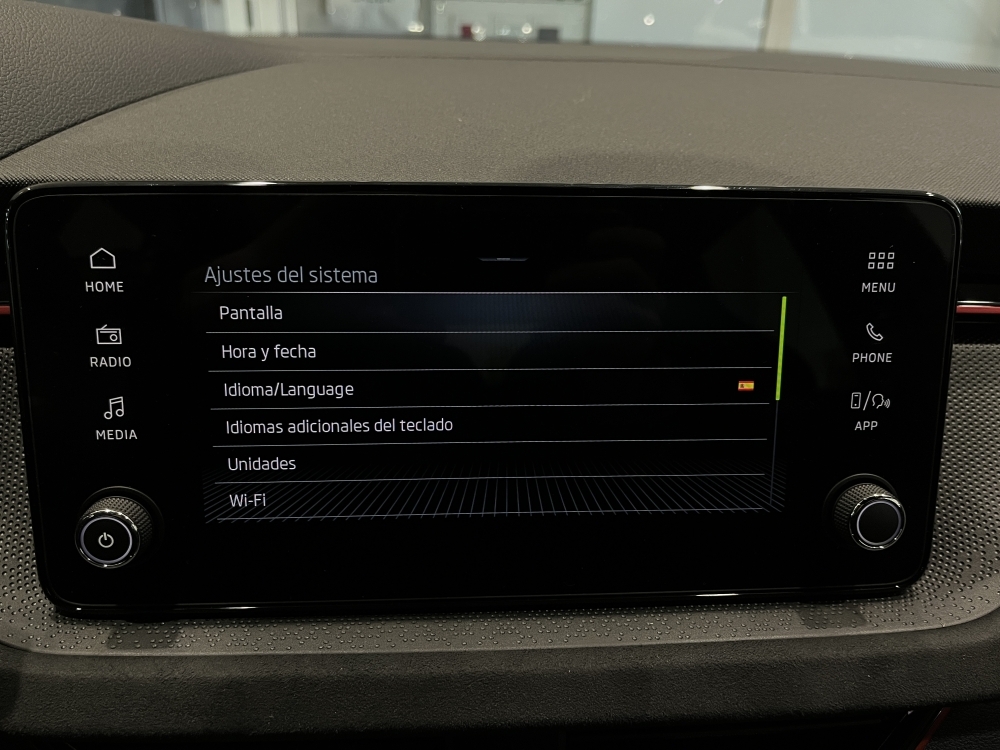 HOME
RADIO
MEDIA
Ajustes del sistema
Pantalla
Hora y fecha
Idioma/Language
Idiomas adicionales del teclado
Unidades
Wi-Fi
MENU
PHONE
APP